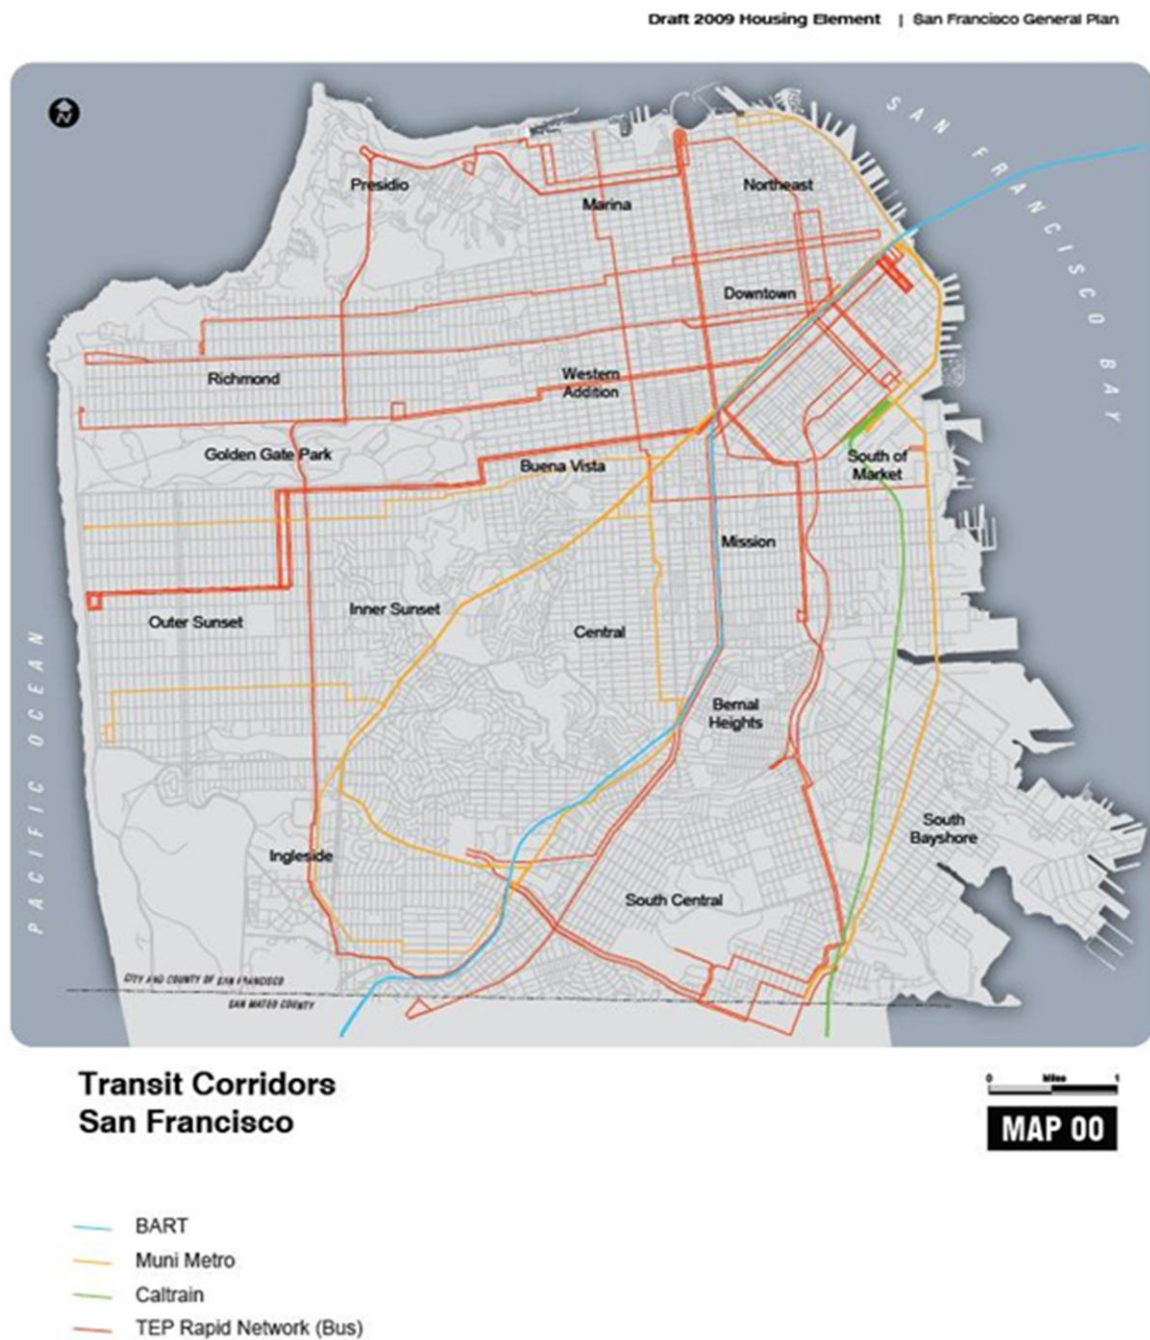 Draft 2009 Housing Element | San Francisco General Plan
N
SAN FRANCISCO BAY
Presidio
Northeast
Marina
Downtown
Richmond
Western
Addition
Golden Gate Park
Buena Vista
South of
Market
Mission
Outer Sunset
Inner Sunset
Central
PACIFIC OCEAN
Bernal
Heights
South
Bayshore
Ingleside
South Central
CITY AND COUNTY OF SAN FRANCISCO
SAN MATEO COUNTY
Transit Corridors
San Francisco
0 Miles 1
MAP 00
BART
Muni Metro
Caltrain
TEP Rapid Network (Bus)